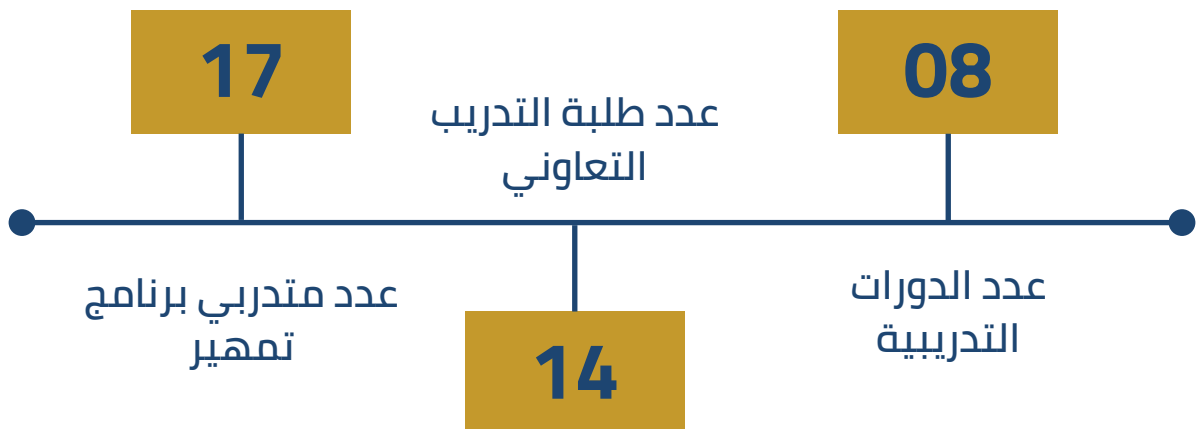 08
عدد الدورات
التدريبية
عدد طلبة التدريب
التعاوني
14
17
عدد متدربي برنامج
تمهير